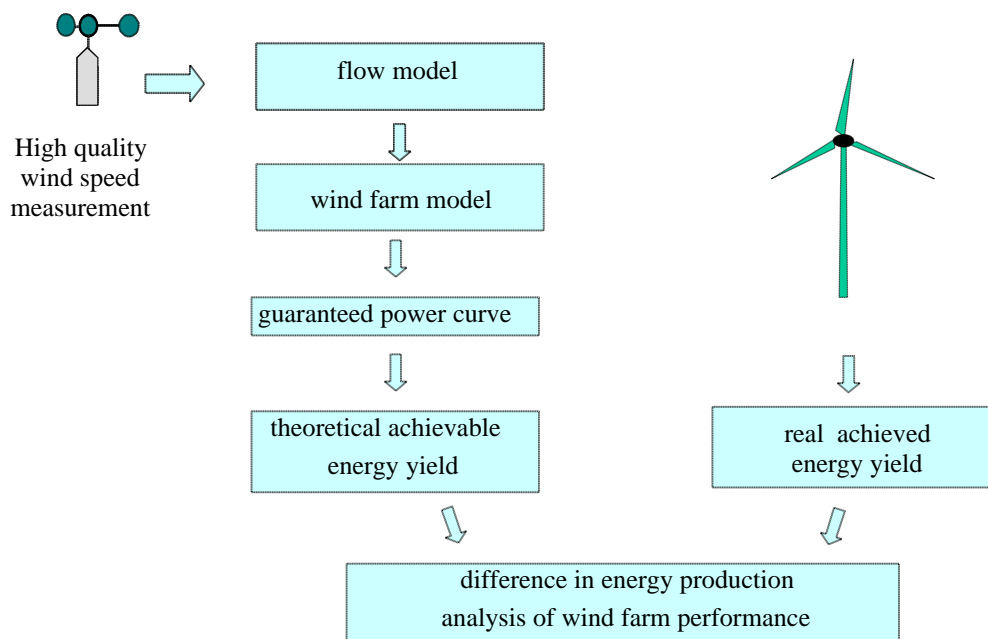 High quality
wind speed
measurement
flow model
wind farm model
guaranteed power curve
theoretical achievable
energy yield
real achieved
energy yield
difference in energy production
analysis of wind farm performance